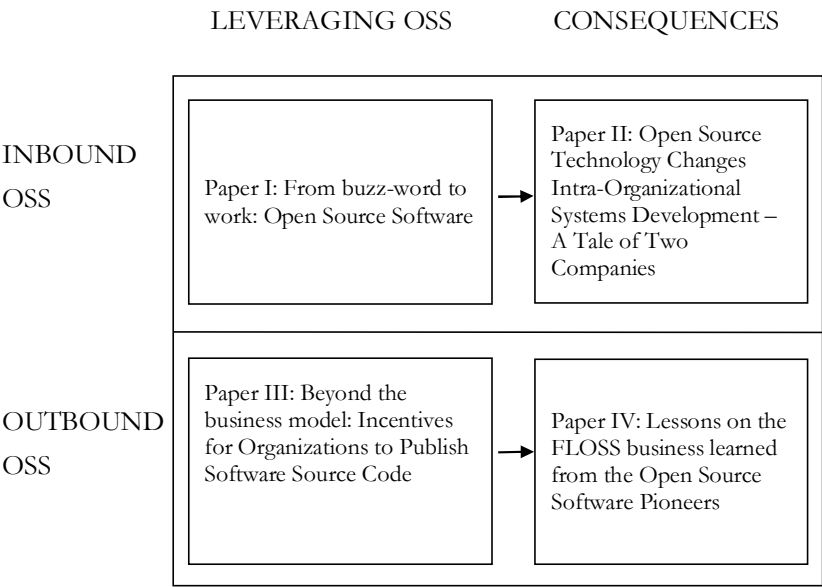 LEVERAGING OSS
CONSEQUENCES
INBOUND
OSS
Paper I: From buzz-word to
work: Open Source Software
Paper II: Open Source
Technology Changes
Intra-Organizational
Systems Development –
A Tale of Two
Companies
OUTBOUND
OSS
Paper III: Beyond the
business model: Incentives
for Organizations to Publish
Software Source Code
Paper IV: Lessons on the
FLOSS business learned
from the Open Source
Software Pioneers